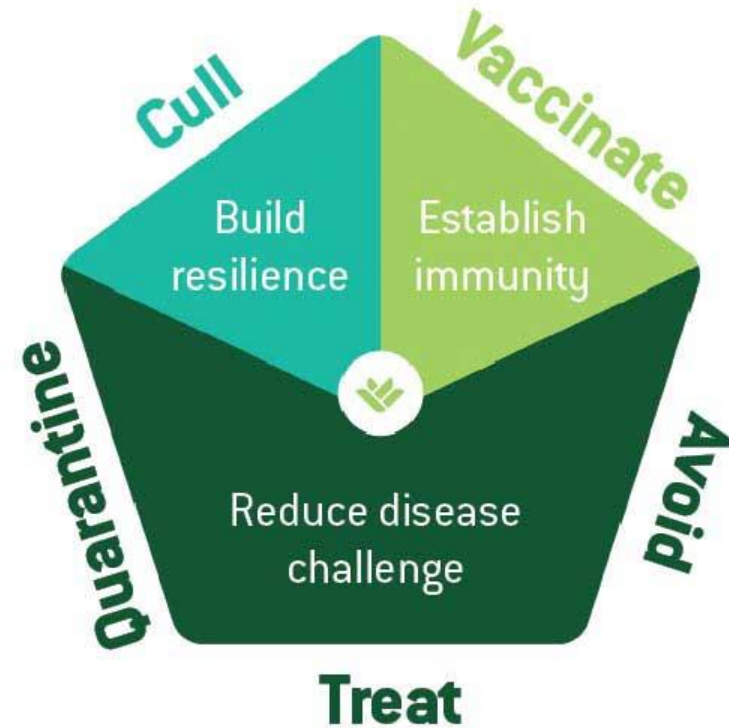 Cull
Vaccinate
Build
resilience
Establish
immunity
Quarantine
Avoid
Reduce disease
challenge
Treat